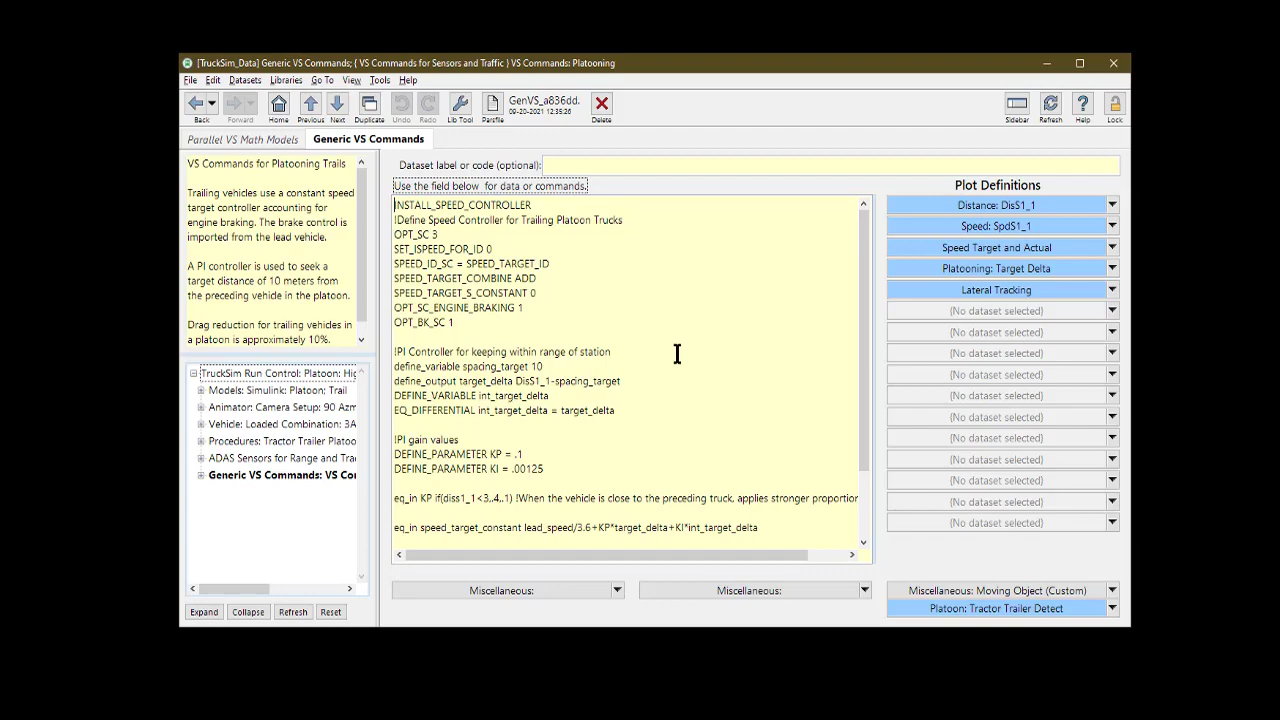 [TruckSim_Data] Generic VS Commands; { VS Commands for Sensors and Traffic } VS Commands: Platooning
File Edit Datasets Libraries Go To View Tools Help
Back
Forward
Home
Previous
Next
Duplicate
Undo
Redo
Lib Tool
Parsfile
GenVS_a836dd.
09-20-2021 12:35:26
Delete
Sidebar
Refresh
Help
Lock
Parallel VS Math Models
Generic VS Commands
VS Commands for Platooning Trails
Trailing vehicles use a constant speed
target controller accounting for
engine braking. The brake control is
imported from the lead vehicle.
A PI controller is used to seek a
target distance of 10 meters from
the preceding vehicle in the platoon.
Drag reduction for trailing vehicles in
a platoon is approximately 10%.
TruckSim Run Control: Platoon: Hig
Models: Simulink: Platoon; Trail
Animator: Camera Setup: 90 Azm
Vehicle: Loaded Combination: 3A
Procedures: Tractor Trailer Platoo
ADAS Sensors for Range and Tra
Generic VS Commands: VS Co
Expand
Collapse
Refresh
Reset
Dataset label or code (optional):
Use the field below for data or commands.
INSTALL_SPEED_CONTROLLER
!Define Speed Controller for Trailing Platoon Trucks
OPT_SC 3
SET_ISPEED_FOR_ID 0
SPEED_ID_SC = SPEED_TARGET_ID
SPEED_TARGET_COMBINE ADD
SPEED_TARGET_S_CONSTANT 0
OPT_SC_ENGINE_BRAKING 1
OPT_BK_SC 1
!PI Controller for keeping within range of station
define_variable spacing_target 10
define_output target_delta DisS1_1-spacing_target
DEFINE_VARIABLE int_target_delta
EQ_DIFFERENTIAL int_target_delta = target_delta
!PI gain values
DEFINE_PARAMETER KP = .1
DEFINE_PARAMETER KI = .00125
eq_in KP if(diss1_1<3,.4,.1) !When the vehicle is close to the preceding truck, applies stronger proportion
eq_in speed_target_constant lead_speed/3.6+KP*target_delta+KI*int_target_delta
Miscellaneous:
Miscellaneous:
Plot Definitions
Distance: DisS1_1
Speed: SpdS1_1
Speed Target and Actual
Platooning: Target Delta
Lateral Tracking
(No dataset selected)
(No dataset selected)
(No dataset selected)
(No dataset selected)
(No dataset selected)
(No dataset selected)
(No dataset selected)
(No dataset selected)
(No dataset selected)
(No dataset selected)
(No dataset selected)
Miscellaneous: Moving Object (Custom)
Platoon: Tractor Trailer Detect